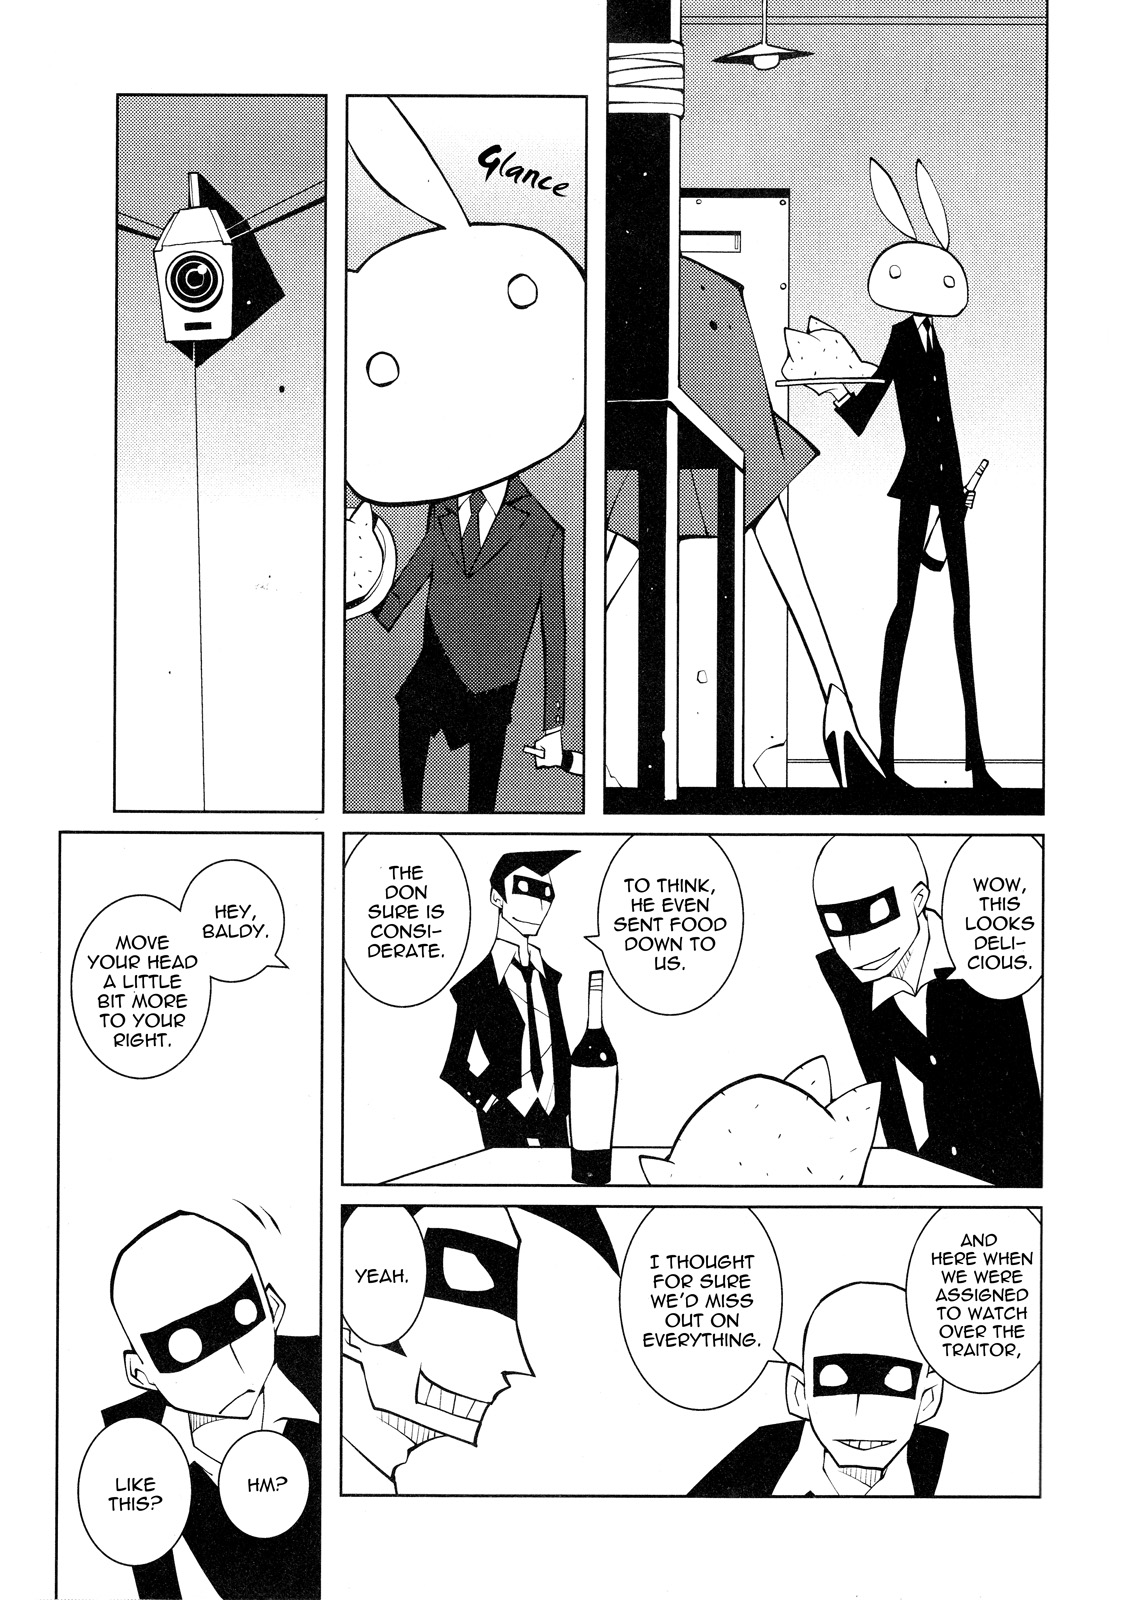 Glance
WOW,
THIS
LOOKS
DELI-
CIOUS.
TO THINK,
HE EVEN
SENT FOOD
DOWN TO
US.
THE
DON
SURE IS
CONSI-
DERATE.
AND
HERE WHEN
WE WERE
ASSIGNED
TO WATCH
OVER THE
TRAITOR,
I THOUGHT
FOR SURE
WE'D MISS
OUT ON
EVERYTHING.
YEAH.
HEY,
BALDY.
MOVE
YOUR HEAD
A LITTLE
BIT MORE
TO YOUR
RIGHT.
HM?
LIKE
THIS?